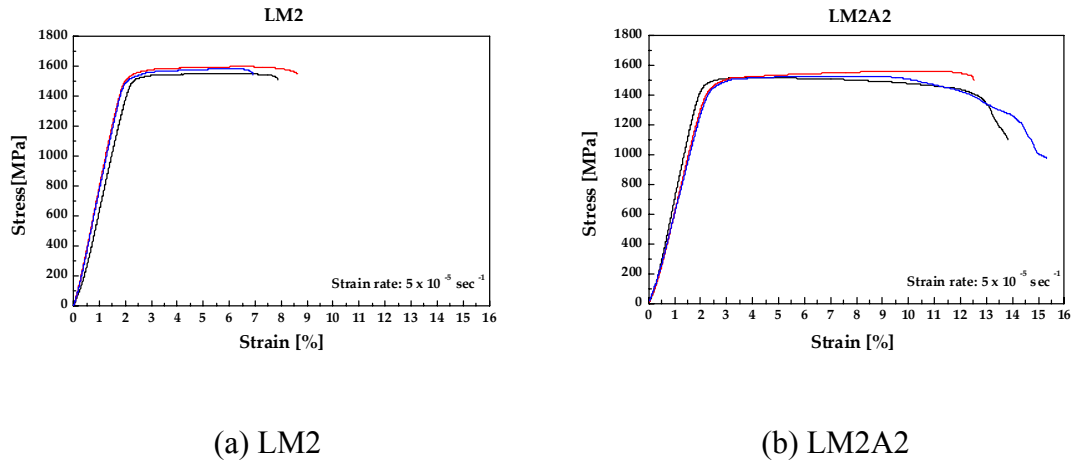 LM2
1800
1600
1400
1200
1000
800
600
400
200
0
Stress[MPa]
Strain rate: 5 x 10 -5 sec -1
0 1 2 3 4 5 6 7 8 9 10 11 12 13 14 15 16
Strain [%]
(a) LM2
LM2A2
1800
1600
1400
1200
1000
800
600
400
200
0
Stress [MPa]
Strain rate: 5 x 10 -5 sec -1
0 1 2 3 4 5 6 7 8 9 10 11 12 13 14 15 16
Strain [%]
(b) LM2A2